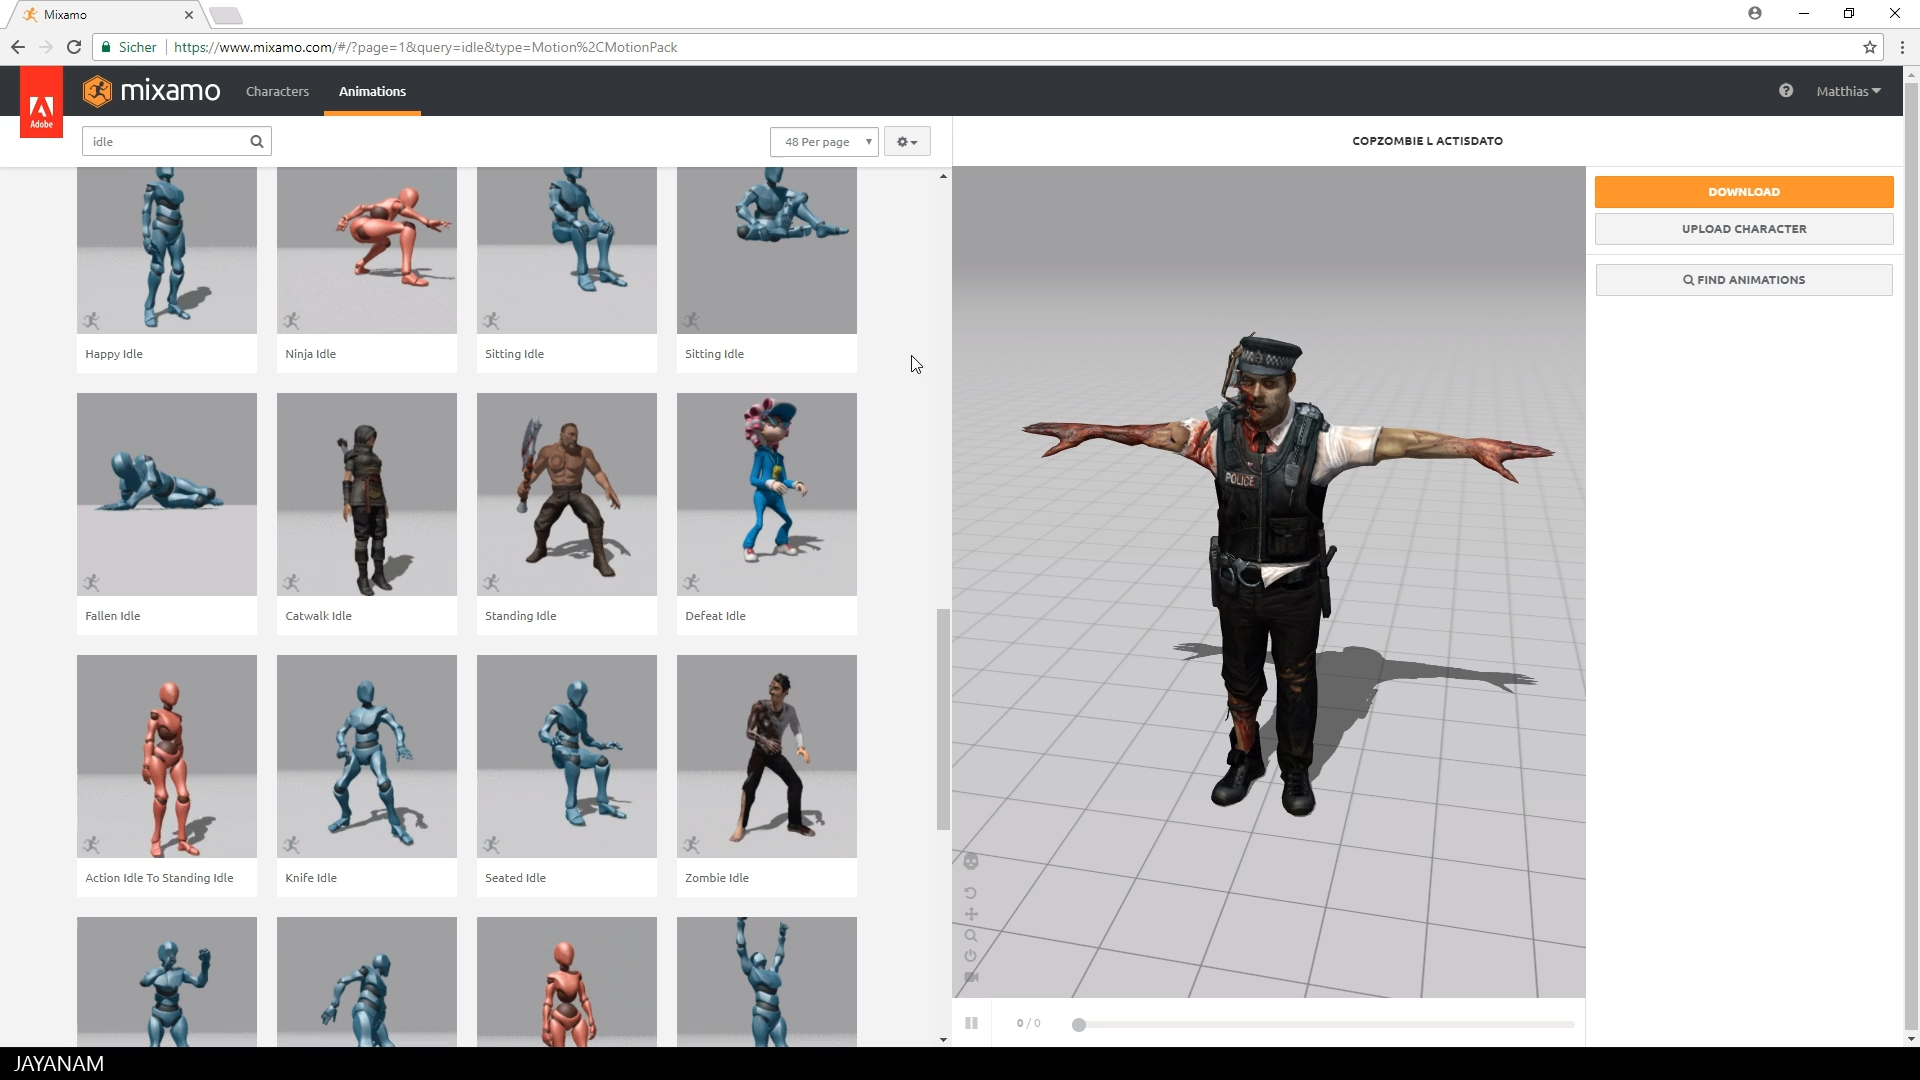 Mixamo
Sicher
https://www.mixamo.com/#/?page=1&query=idle&type=Motion%2CMotionPack
Adobe
mixamo
Characters
Animations
Matthias
idle
48 Per page
COPZOMBIE L ACTISDATO
DOWNLOAD
UPLOAD CHARACTER
FIND ANIMATIONS
Happy Idle
Ninja Idle
Sitting Idle
Sitting Idle
POLICE
Fallen Idle
Catwalk Idle
Standing Idle
Defeat Idle
Action Idle To Standing Idle
Knife Idle
Seated Idle
Zombie Idle
0 / 0
JAYANAM